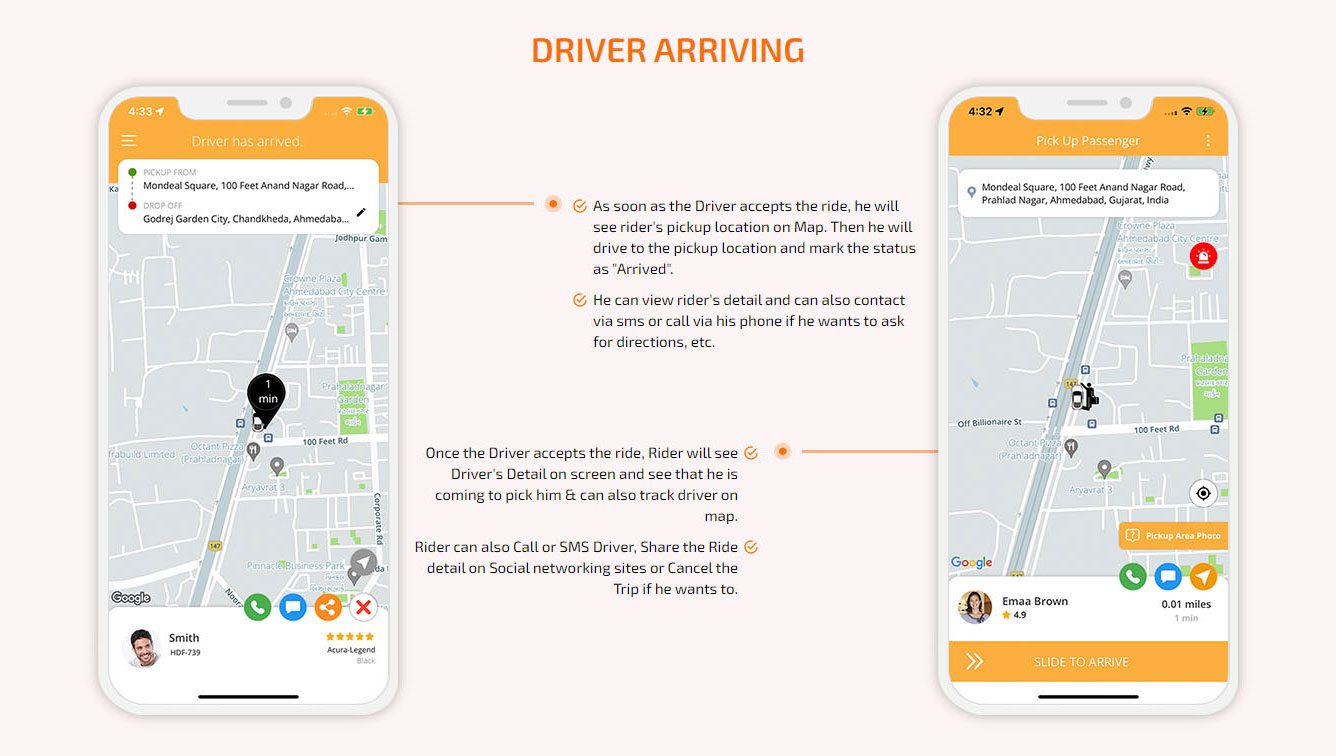 DRIVER ARRIVING
4:33
Driver has arrived.
PICKUP FROM
Mondeal Square, 100 Feet Anand Nagar Road,...
DROP OFF
Godrej Garden City, Chandkheda, Ahmedaba...
Jodhpur Gam
Crowne Plaza
Ahmedabad City Centre
1
min
Prahaladnagar
Garden
Octant Pizza
(Prahladnagar)
100 Feet Rd
frabuild Limited
Aryavrat 3
Corporate Rd
147
Pinnacle Business Park
Google
Smith
HDF-739
Acura-Legend
Black
As soon as the Driver accepts the ride, he will
see rider's pickup location on Map. Then he will
drive to the pickup location and mark the status
as "Arrived".
He can view rider's detail and can also contact
via sms or call via his phone if he wants to ask
for directions, etc.
Once the Driver accepts the ride, Rider will see
Driver's Detail on screen and see that he is
coming to pick him & can also track driver on
map.
Rider can also Call or SMS Driver, Share the Ride
detail on Social networking sites or Cancel the
Trip if he wants to.
4:32
Pick Up Passenger
Mondeal Square, 100 Feet Anand Nagar Road,
Prahlad Nagar, Ahmedabad, Gujarat, India
Crowne Plaza
Ahmedabad City Centre
Prahaladna
Garden
147
Off Billionaire St
100 Feet Rd
Octant Pizza
(Prahladnagar)
Aryavrat 3
Pickup Area Photo
Google
Emaa Brown
4.9
0.01 miles
1 min
SLIDE TO ARRIVE